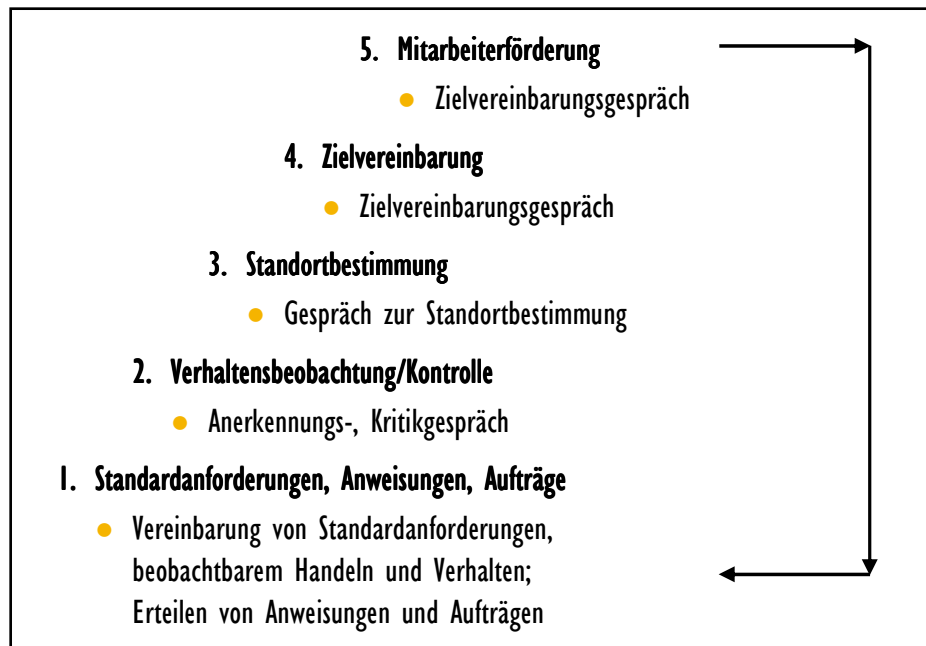 5. Mitarbeiterförderung
● Zielvereinbarungsgespräch
4. Zielvereinbarung
● Zielvereinbarungsgespräch
3. Standortbestimmung
● Gespräch zur Standortbestimmung
2. Verhaltensbeobachtung/Kontrolle
● Anerkennungs-, Kritikgespräch
1. Standardanforderungen, Anweisungen, Aufträge
● Vereinbarung von Standardanforderungen,
beobachtbarem Handeln und Verhalten;
Erteilen von Anweisungen und Aufträgen